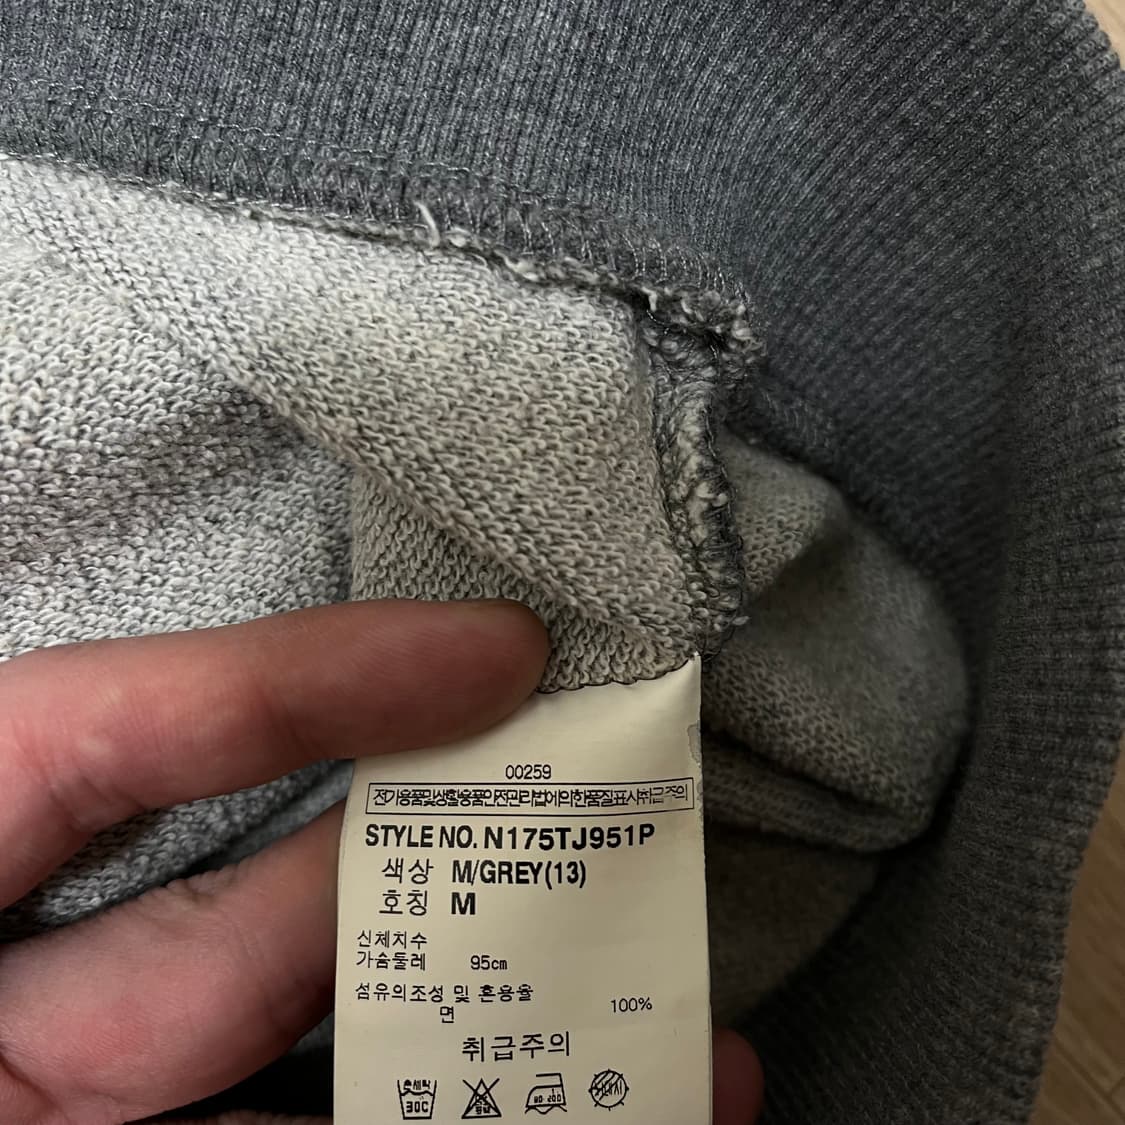 00259
전기용품및생활용품안전관리법에의한품질표시취급주의
STYLE NO. N175TJ951P
색상 M/GREY(13)
호칭 M
신체치수
가슴둘레 95cm
섬유의조성 및 혼용율
면 100%
취급주의
손세탁
30C